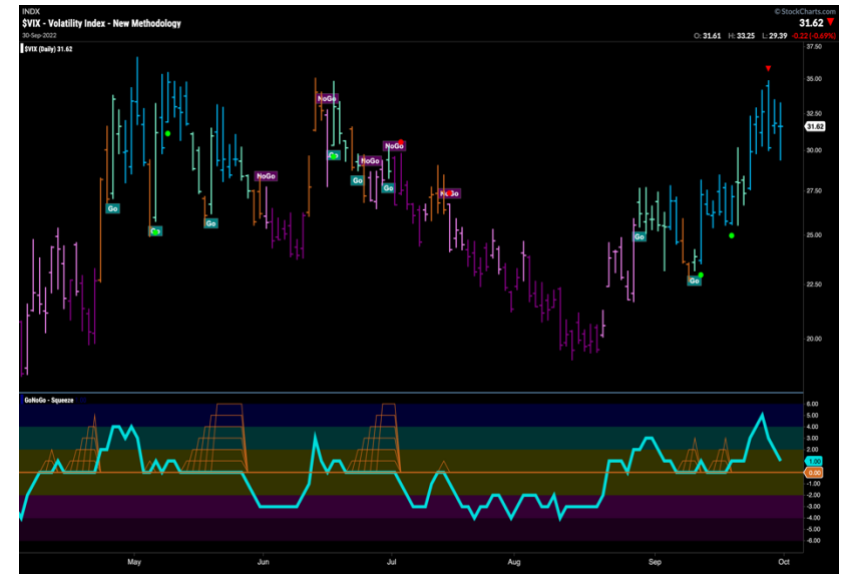 INDX
© StockCharts.com
$VIX - Volatility Index - New Methodology
31.62
30-Sep-2022
O: 31.61 H: 33.25 L: 29.39 -0.22 (-0.69%)
$VIX (Daily) 31.62
37.50
35.00
32.50
31.62
30.00
27.50
25.00
22.50
20.00
NoGo
NoGo
NoGo
NoGo
NoGo
Go
Go
Go
Go
Go
Go
Go
Go
GoNoGo - Squeeze
6.00
5.00
4.00
3.00
2.00
1.00
0.00
-1.00
-2.00
-3.00
-4.00
-5.00
-6.00
May Jun Jul Aug Sep Oct